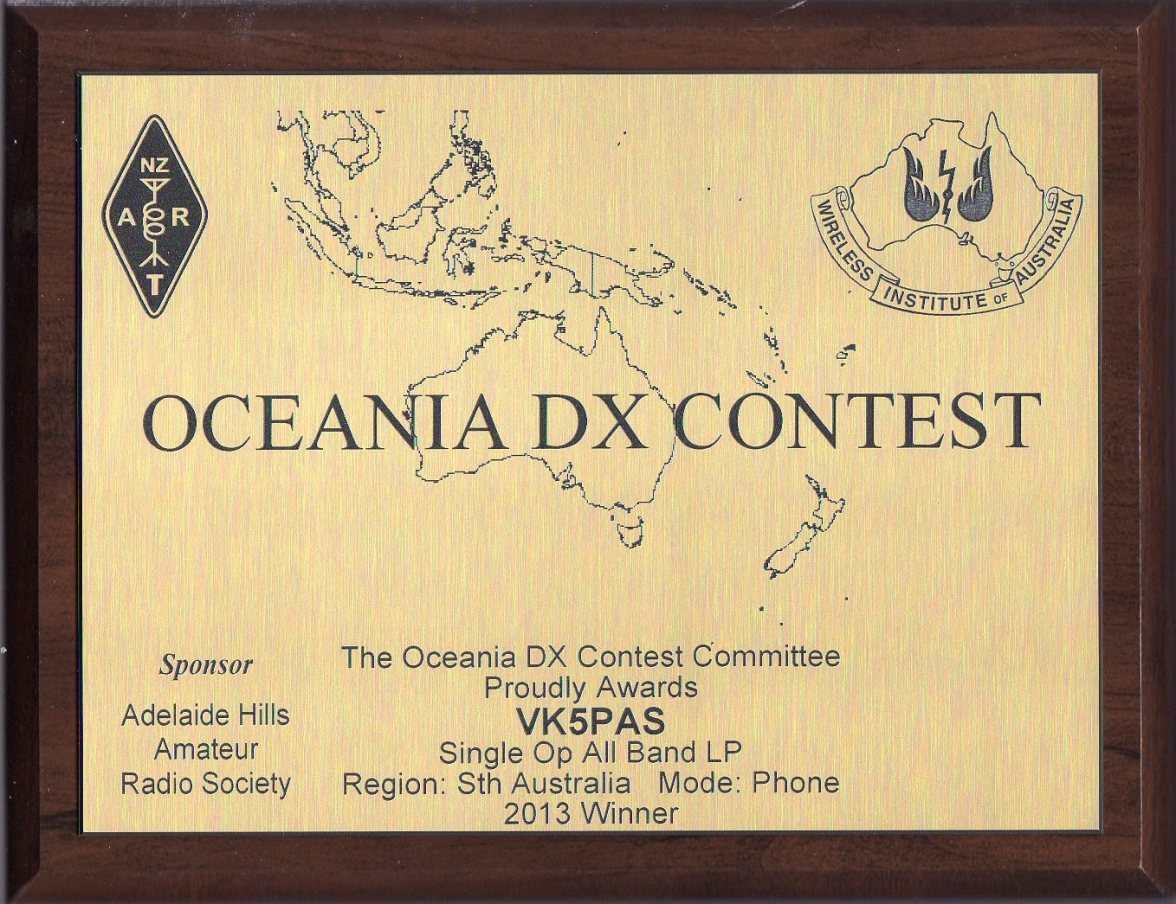 NZ
A R
T
WIRELESS INSTITUTE OF AUSTRALIA
OCEANIA DX CONTEST
Sponsor
Adelaide Hills
Amateur
Radio Society
The Oceania DX Contest Committee
Proudly Awards
VK5PAS
Single Op All Band LP
Region: Sth Australia Mode: Phone
2013 Winner